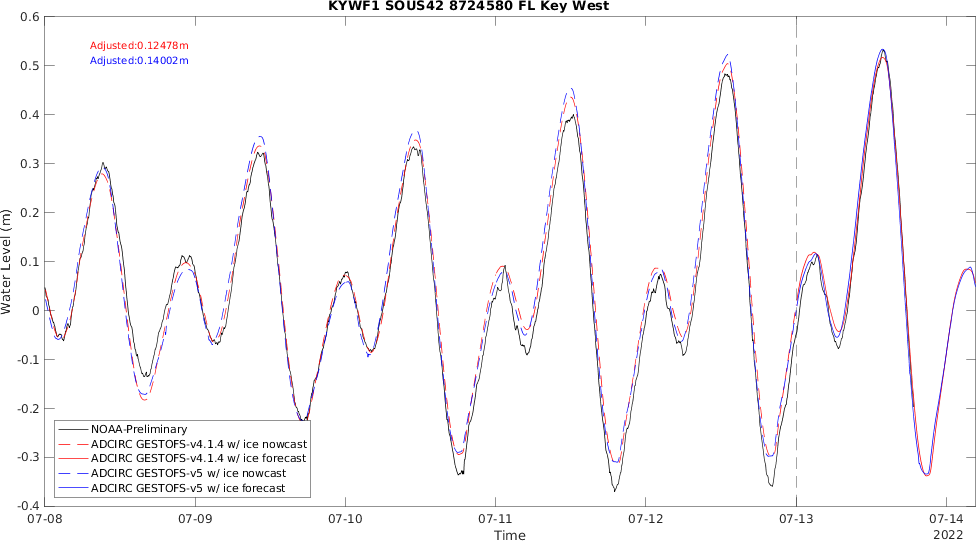 KYWF1 SOUS42 8724580 FL Key West
Adjusted:0.12478m
Adjusted:0.14002m
0.6
0.5
0.4
0.3
0.2
0.1
0
-0.1
-0.2
-0.3
-0.4
Water Level (m)
NOAA-Preliminary
ADCIRC GESTOFS-v4.1.4 w/ ice nowcast
ADCIRC GESTOFS-v4.1.4 w/ ice forecast
ADCIRC GESTOFS-v5 w/ ice nowcast
ADCIRC GESTOFS-v5 w/ ice forecast
07-08 07-09 07-10 07-11 07-12 07-13 07-14
Time
2022